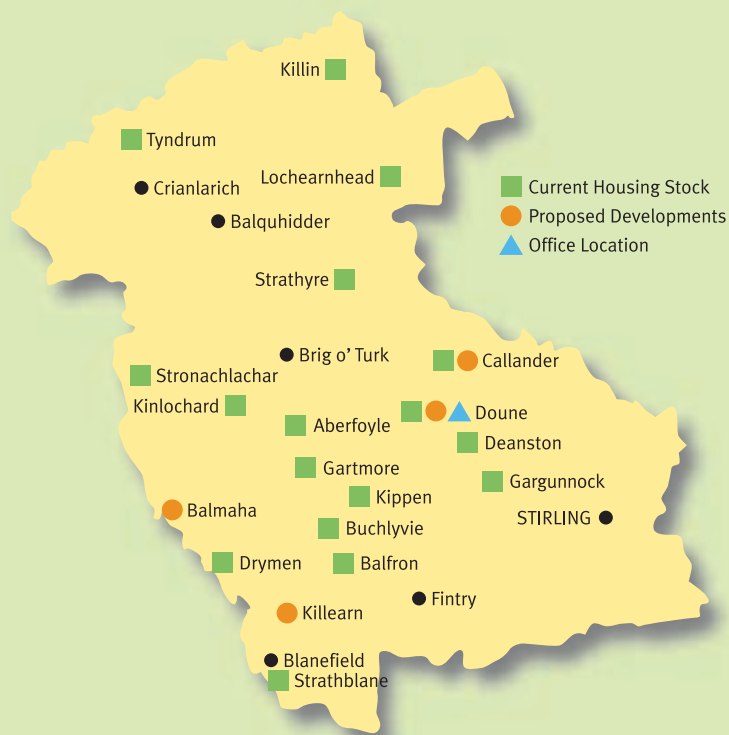 Killin
Tyndrum
Lochearnhead
Crianlarich
Current Housing Stock
Proposed Developments
Balquhidder
Office Location
Strathyre
Brig o' Turk
Callander
Stronachlachar
Kinlochard
Doune
Aberfoyle
Deanston
Gartmore
Gargunnock
Kippen
Balmaha
STIRLING
Buchlyvie
Drymen
Balfron
Fintry
Killearn
Blanefield
Strathblane